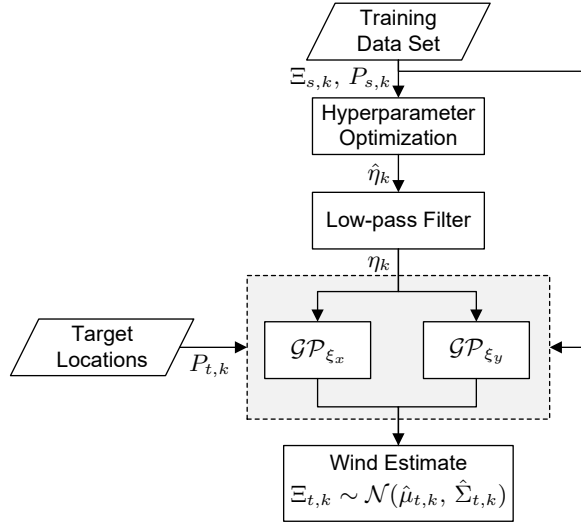 Training
Data Set
Ξ_{s,k}, P_{s,k}
Hyperparameter
Optimization
η̂_k
Low-pass Filter
η_k
Target
Locations
P_{t,k}
𝒢𝒫_{ξ_x}
𝒢𝒫_{ξ_y}
Wind Estimate
Ξ_{t,k} ∼ 𝒩(μ̂_{t,k}, Σ̂_{t,k})